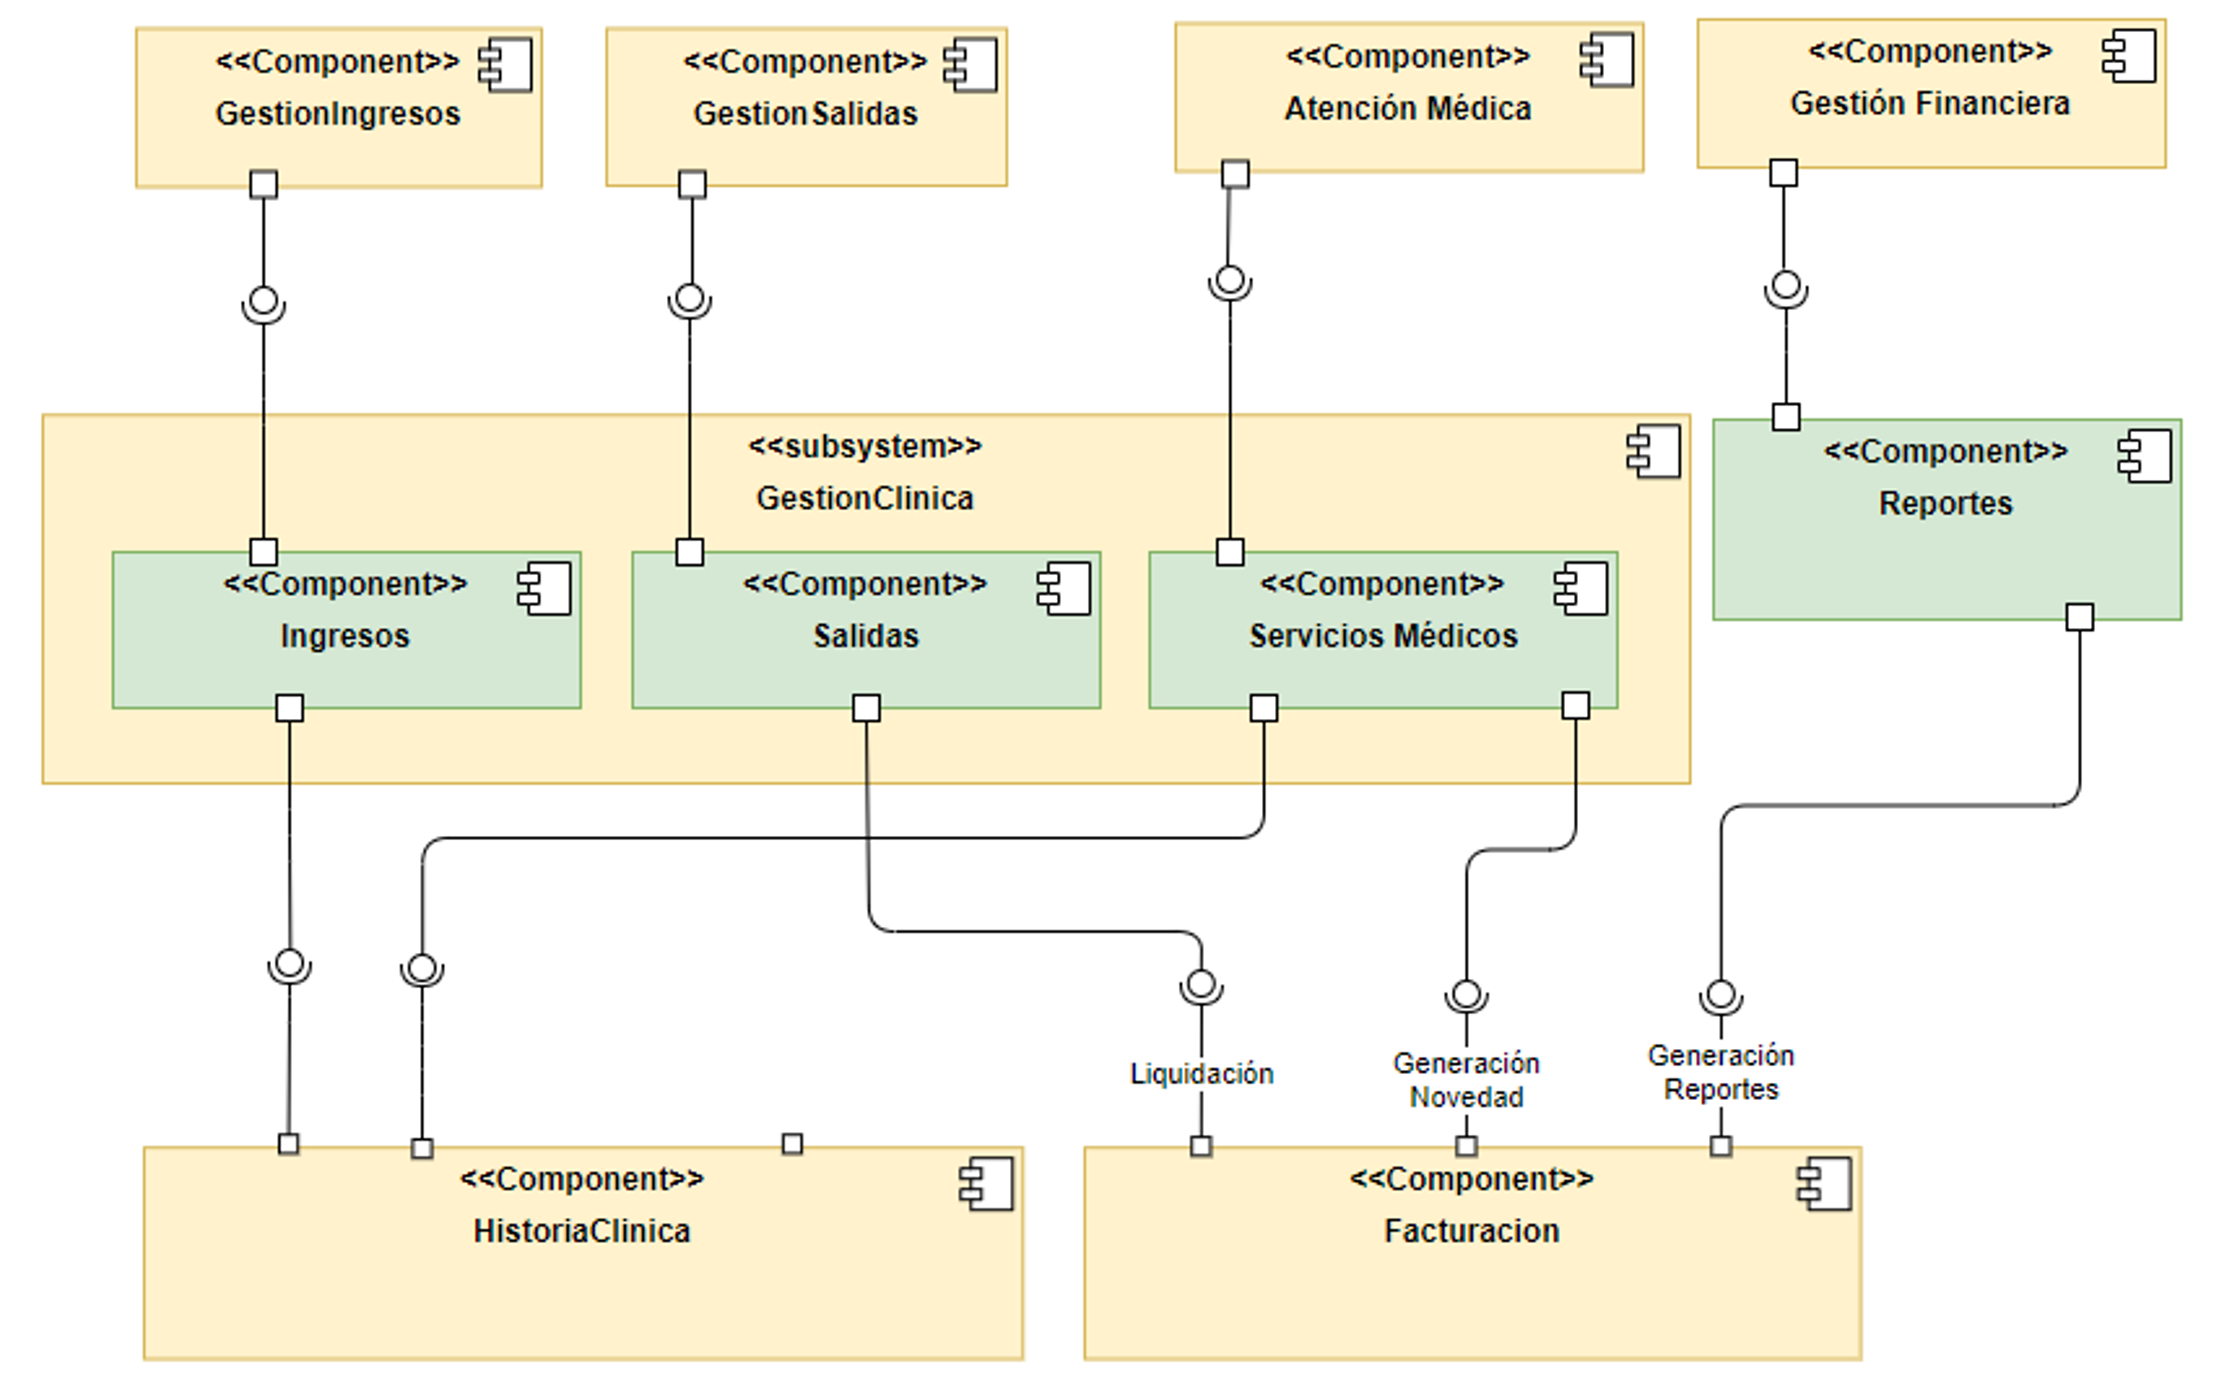 <<Component>>
GestionIngresos
<<Component>>
GestionSalidas
<<Component>>
Atención Médica
<<Component>>
Gestión Financiera
<<subsystem>>
GestionClinica
<<Component>>
Reportes
<<Component>>
Ingresos
<<Component>>
Salidas
<<Component>>
Servicios Médicos
Liquidación
Generación
Novedad
Generación
Reportes
<<Component>>
HistoriaClinica
<<Component>>
Facturacion